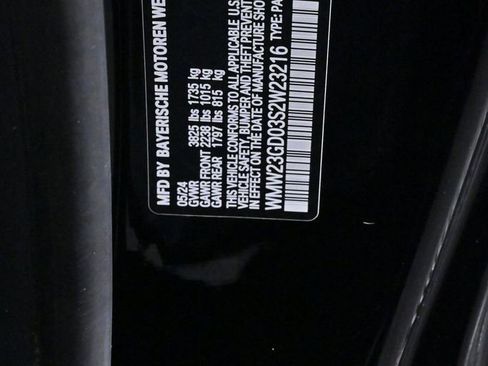 MFD BY BAYERISCHE MOTOREN WE
05/24
GVWR 3825 lbs 1735 kg
GAWR FRONT 2238 lbs 1015 kg
GAWR REAR 1797 lbs 815 kg
THIS VEHICLE CONFORMS TO ALL APPLICABLE U.S.
VEHICLE SAFETY, BUMPER AND THEFT PREVENT
IN EFFECT ON THE DATE OF MANUFACTURE SHO
WMW23GD03S2W23216 TYPE: PA